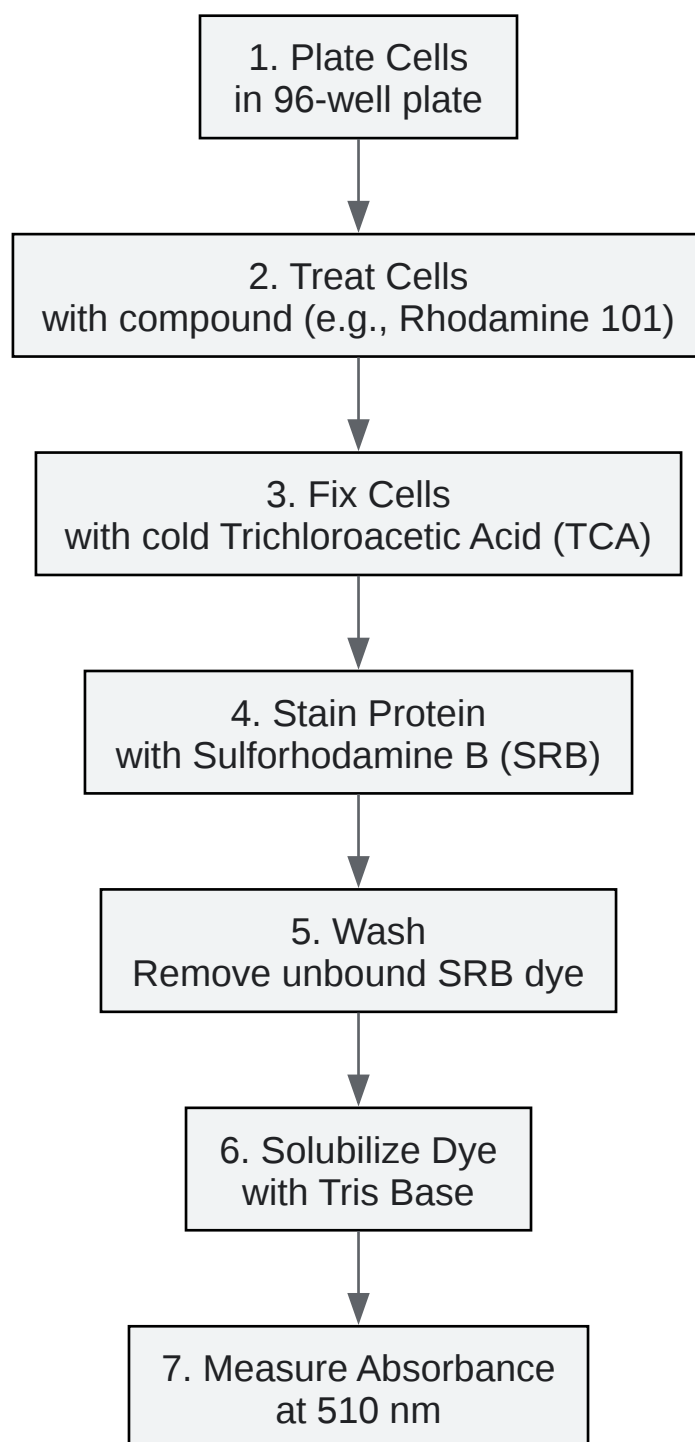 1. Plate Cells
in 96-well plate
2. Treat Cells
with compound (e.g., Rhodamine 101)
3. Fix Cells
with cold Trichloroacetic Acid (TCA)
4. Stain Protein
with Sulforhodamine B (SRB)
5. Wash
Remove unbound SRB dye
6. Solubilize Dye
with Tris Base
7. Measure Absorbance
at 510 nm